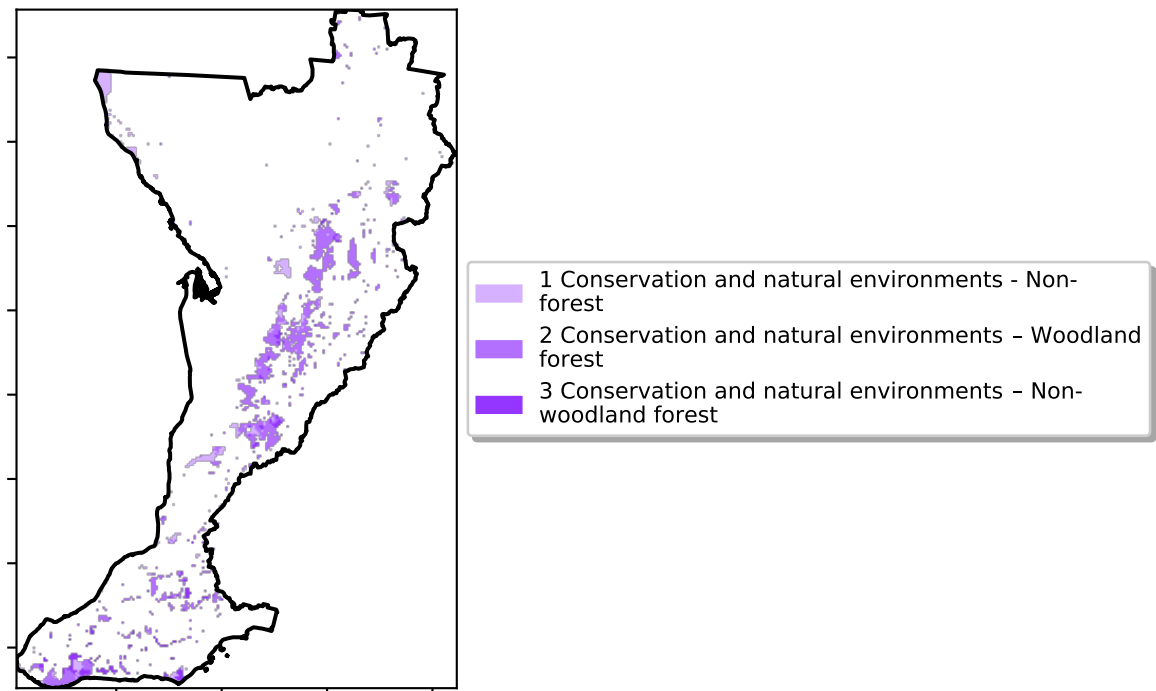 1 Conservation and natural environments - Non-
forest
2 Conservation and natural environments – Woodland
forest
3 Conservation and natural environments – Non-
woodland forest